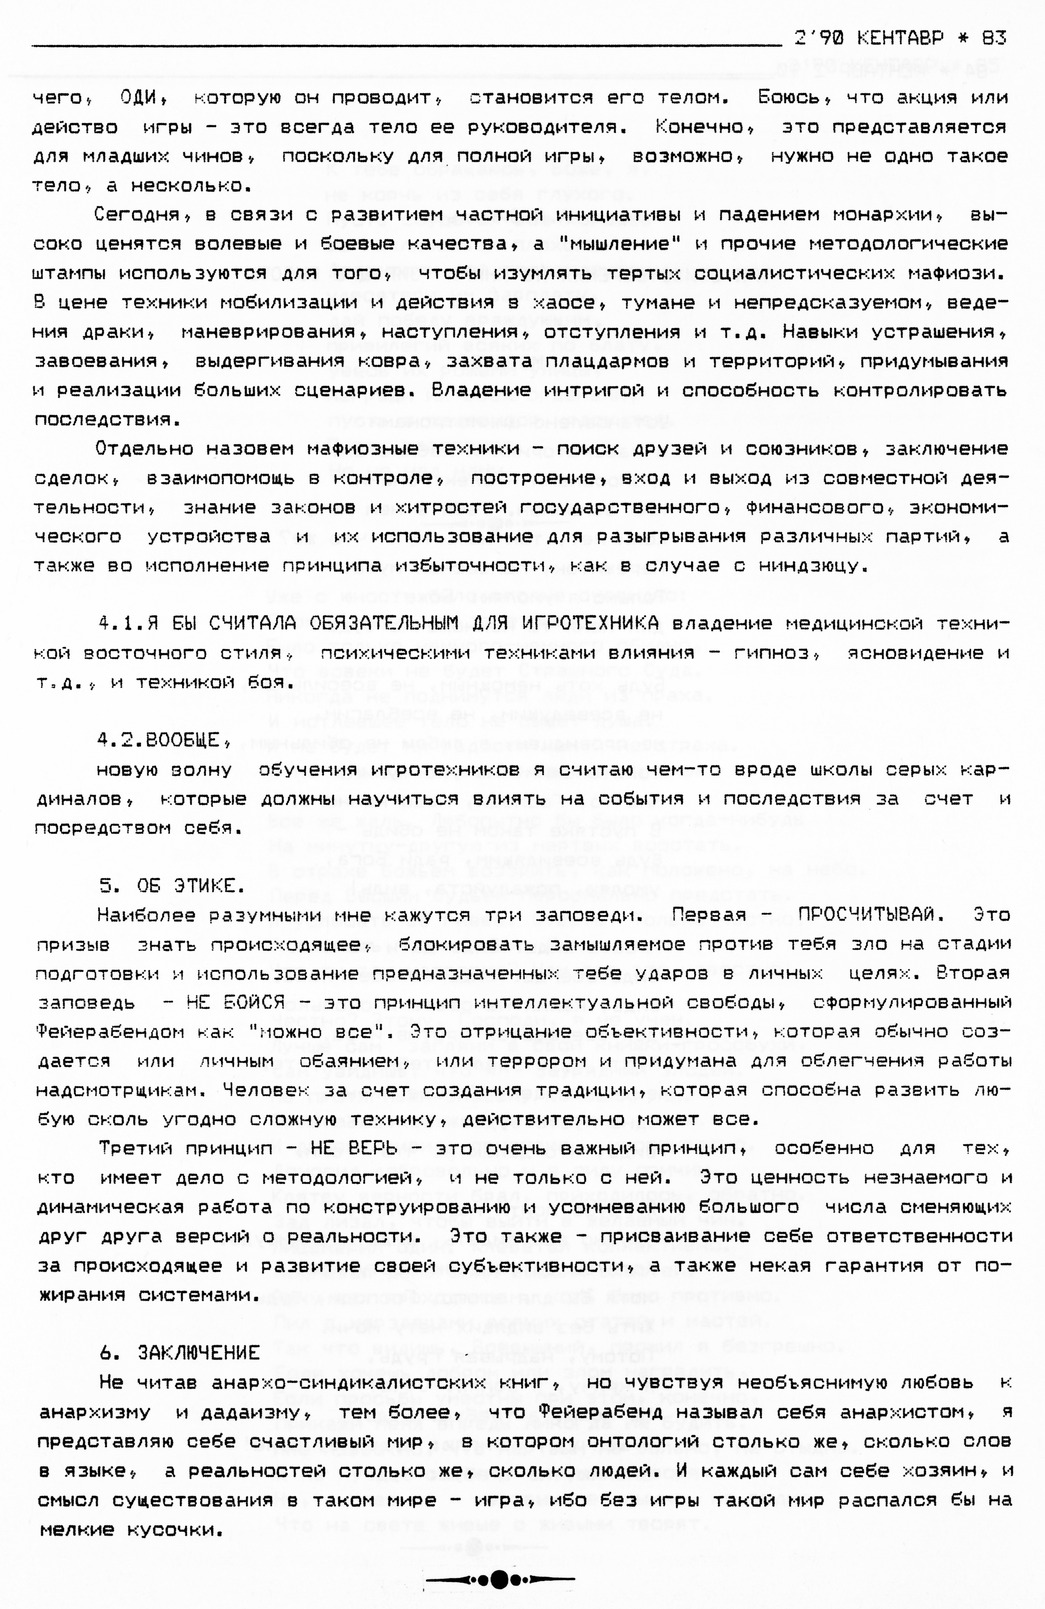 2'90 КЕНТАВР * 83
чего, ОДИ, которую он проводит, становится его телом. Боюсь, что акция или
действо игры - это всегда тело ее руководителя. Конечно, это представляется
для младших чинов, поскольку для полной игры, возможно, нужно не одно такое
тело, а несколько.
Сегодня, в связи с развитием частной инициативы и падением монархии, вы-
соко ценятся волевые и боевые качества, а "мышление" и прочие методологические
штампы используются для того, чтобы изумлять тертых социалистических мафиози.
В цене техники мобилизации и действия в хаосе, тумане и непредсказуемом, веде-
ния драки, маневрирования, наступления, отступления и т.д. Навыки устрашения,
завоевания, выдергивания ковра, захвата плацдармов и территорий, придумывания
и реализации больших сценариев. Владение интригой и способность контролировать
последствия.
Отдельно назовем мафиозные техники - поиск друзей и союзников, заключение
сделок, взаимопомощь в контроле, построение, вход и выход из совместной дея-
тельности, знание законов и хитростей государственного, финансового, экономи-
ческого устройства и их использование для разыгрывания различных партий, а
также во исполнение принципа избыточности, как в случае с ниндзюцу.
4.1.Я БЫ СЧИТАЛА ОБЯЗАТЕЛЬНЫМ ДЛЯ ИГРОТЕХНИКА владение медицинской техни-
кой восточного стиля, психическими техниками влияния - гипноз, ясновидение и
т.д., и техникой боя.
4.2.ВООБЩЕ,
новую волну обучения игротехников я считаю чем-то вроде школы серых кар-
диналов, которые должны научиться влиять на события и последствия за счет и
посредством себя.
5. ОБ ЭТИКЕ.
Наиболее разумными мне кажутся три заповеди. Первая - ПРОСЧИТЫВАЙ. Это
призыв знать происходящее, блокировать замышляемое против тебя зло на стадии
подготовки и использование предназначенных тебе ударов в личных целях. Вторая
заповедь - НЕ БОЙСЯ - это принцип интеллектуальной свободы, сформулированный
Фейерабендом как "можно все". Это отрицание объективности, которая обычно соз-
дается или личным обаянием, или террором и придумана для облегчения работы
надсмотрщикам. Человек за счет создания традиции, которая способна развить лю-
бую сколь угодно сложную технику, действительно может все.
Третий принцип - НЕ ВЕРЬ - это очень важный принцип, особенно для тех,
кто имеет дело с методологией, и не только с ней. Это ценность незнаемого и
динамическая работа по конструированию и усомневанию большого числа сменяющих
друг друга версий о реальности. Это также - присваивание себе ответственности
за происходящее и развитие своей субъективности, а также некая гарантия от по-
жирания системами.
6. ЗАКЛЮЧЕНИЕ
Не читав анархо-синдикалистских книг, но чувствуя необъяснимую любовь к
анархизму и дадаизму, тем более, что Фейерабенд называл себя анархистом, я
представляю себе счастливый мир, в котором онтологий столько же, сколько слов
в языке, а реальностей столько же, сколько людей. И каждый сам себе хозяин, и
смысл существования в таком мире - игра, ибо без игры такой мир распался бы на
мелкие кусочки.